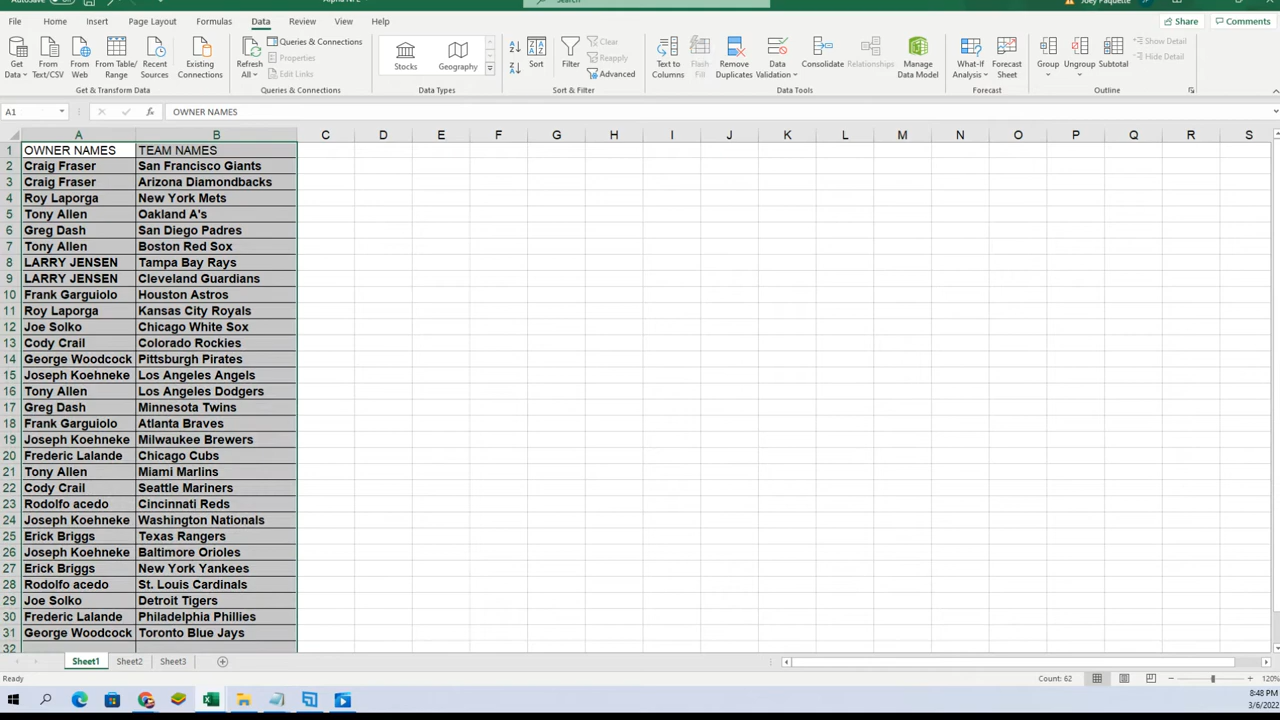 AutoSave Off
Search
Joey Paquette
File Home Insert Page Layout Formulas Data Review View Help Share Comments
Get Data
From Text/CSV
From Web
From Table/Range
Recent Sources
Existing Connections
Get & Transform Data
Refresh All
Queries & Connections
Properties
Edit Links
Queries & Connections
Stocks
Geography
Data Types
Sort
Filter
Clear
Reapply
Advanced
Sort & Filter
Text to Columns
Flash Fill
Remove Duplicates
Data Validation
Consolidate
Relationships
Manage Data Model
Data Tools
What-If Analysis
Forecast Sheet
Forecast
Group
Ungroup
Subtotal
Show Detail
Hide Detail
Outline
A1 fx OWNER NAMES
A B C D E F G H I J K L M N O P Q R S
1 OWNER NAMES TEAM NAMES
2 Craig Fraser San Francisco Giants
3 Craig Fraser Arizona Diamondbacks
4 Roy Laporga New York Mets
5 Tony Allen Oakland A's
6 Greg Dash San Diego Padres
7 Tony Allen Boston Red Sox
8 LARRY JENSEN Tampa Bay Rays
9 LARRY JENSEN Cleveland Guardians
10 Frank Garguiolo Houston Astros
11 Roy Laporga Kansas City Royals
12 Joe Solko Chicago White Sox
13 Cody Crail Colorado Rockies
14 George Woodcock Pittsburgh Pirates
15 Joseph Koehneke Los Angeles Angels
16 Tony Allen Los Angeles Dodgers
17 Greg Dash Minnesota Twins
18 Frank Garguiolo Atlanta Braves
19 Joseph Koehneke Milwaukee Brewers
20 Frederic Lalande Chicago Cubs
21 Tony Allen Miami Marlins
22 Cody Crail Seattle Mariners
23 Rodolfo acedo Cincinnati Reds
24 Joseph Koehneke Washington Nationals
25 Erick Briggs Texas Rangers
26 Joseph Koehneke Baltimore Orioles
27 Erick Briggs New York Yankees
28 Rodolfo acedo St. Louis Cardinals
29 Joe Solko Detroit Tigers
30 Frederic Lalande Philadelphia Phillies
31 George Woodcock Toronto Blue Jays
32
Sheet1 Sheet2 Sheet3
Ready Count: 62 120%
8:48 PM
3/6/2022